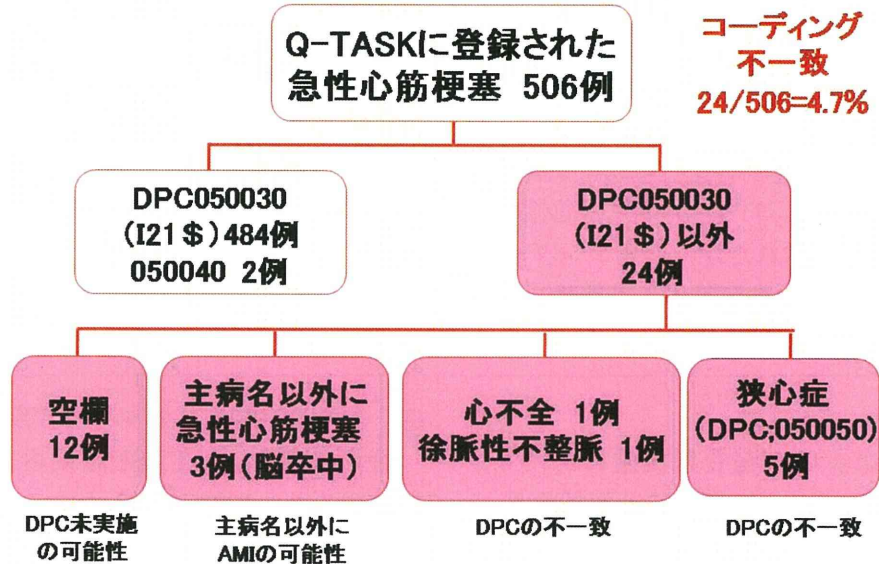 Q-TASKに登録された
急性心筋梗塞 506例
コーディング
不一致
24/506=4.7%
DPC050030
(I21＄)484例
050040 2例
DPC050030
(I21＄)以外
24例
空欄
12例
主病名以外に
急性心筋梗塞
3例(脳卒中)
心不全 1例
徐脈性不整脈 1例
狭心症
(DPC;050050)
5例
DPC未実施
の可能性
主病名以外に
AMIの可能性
DPCの不一致
DPCの不一致